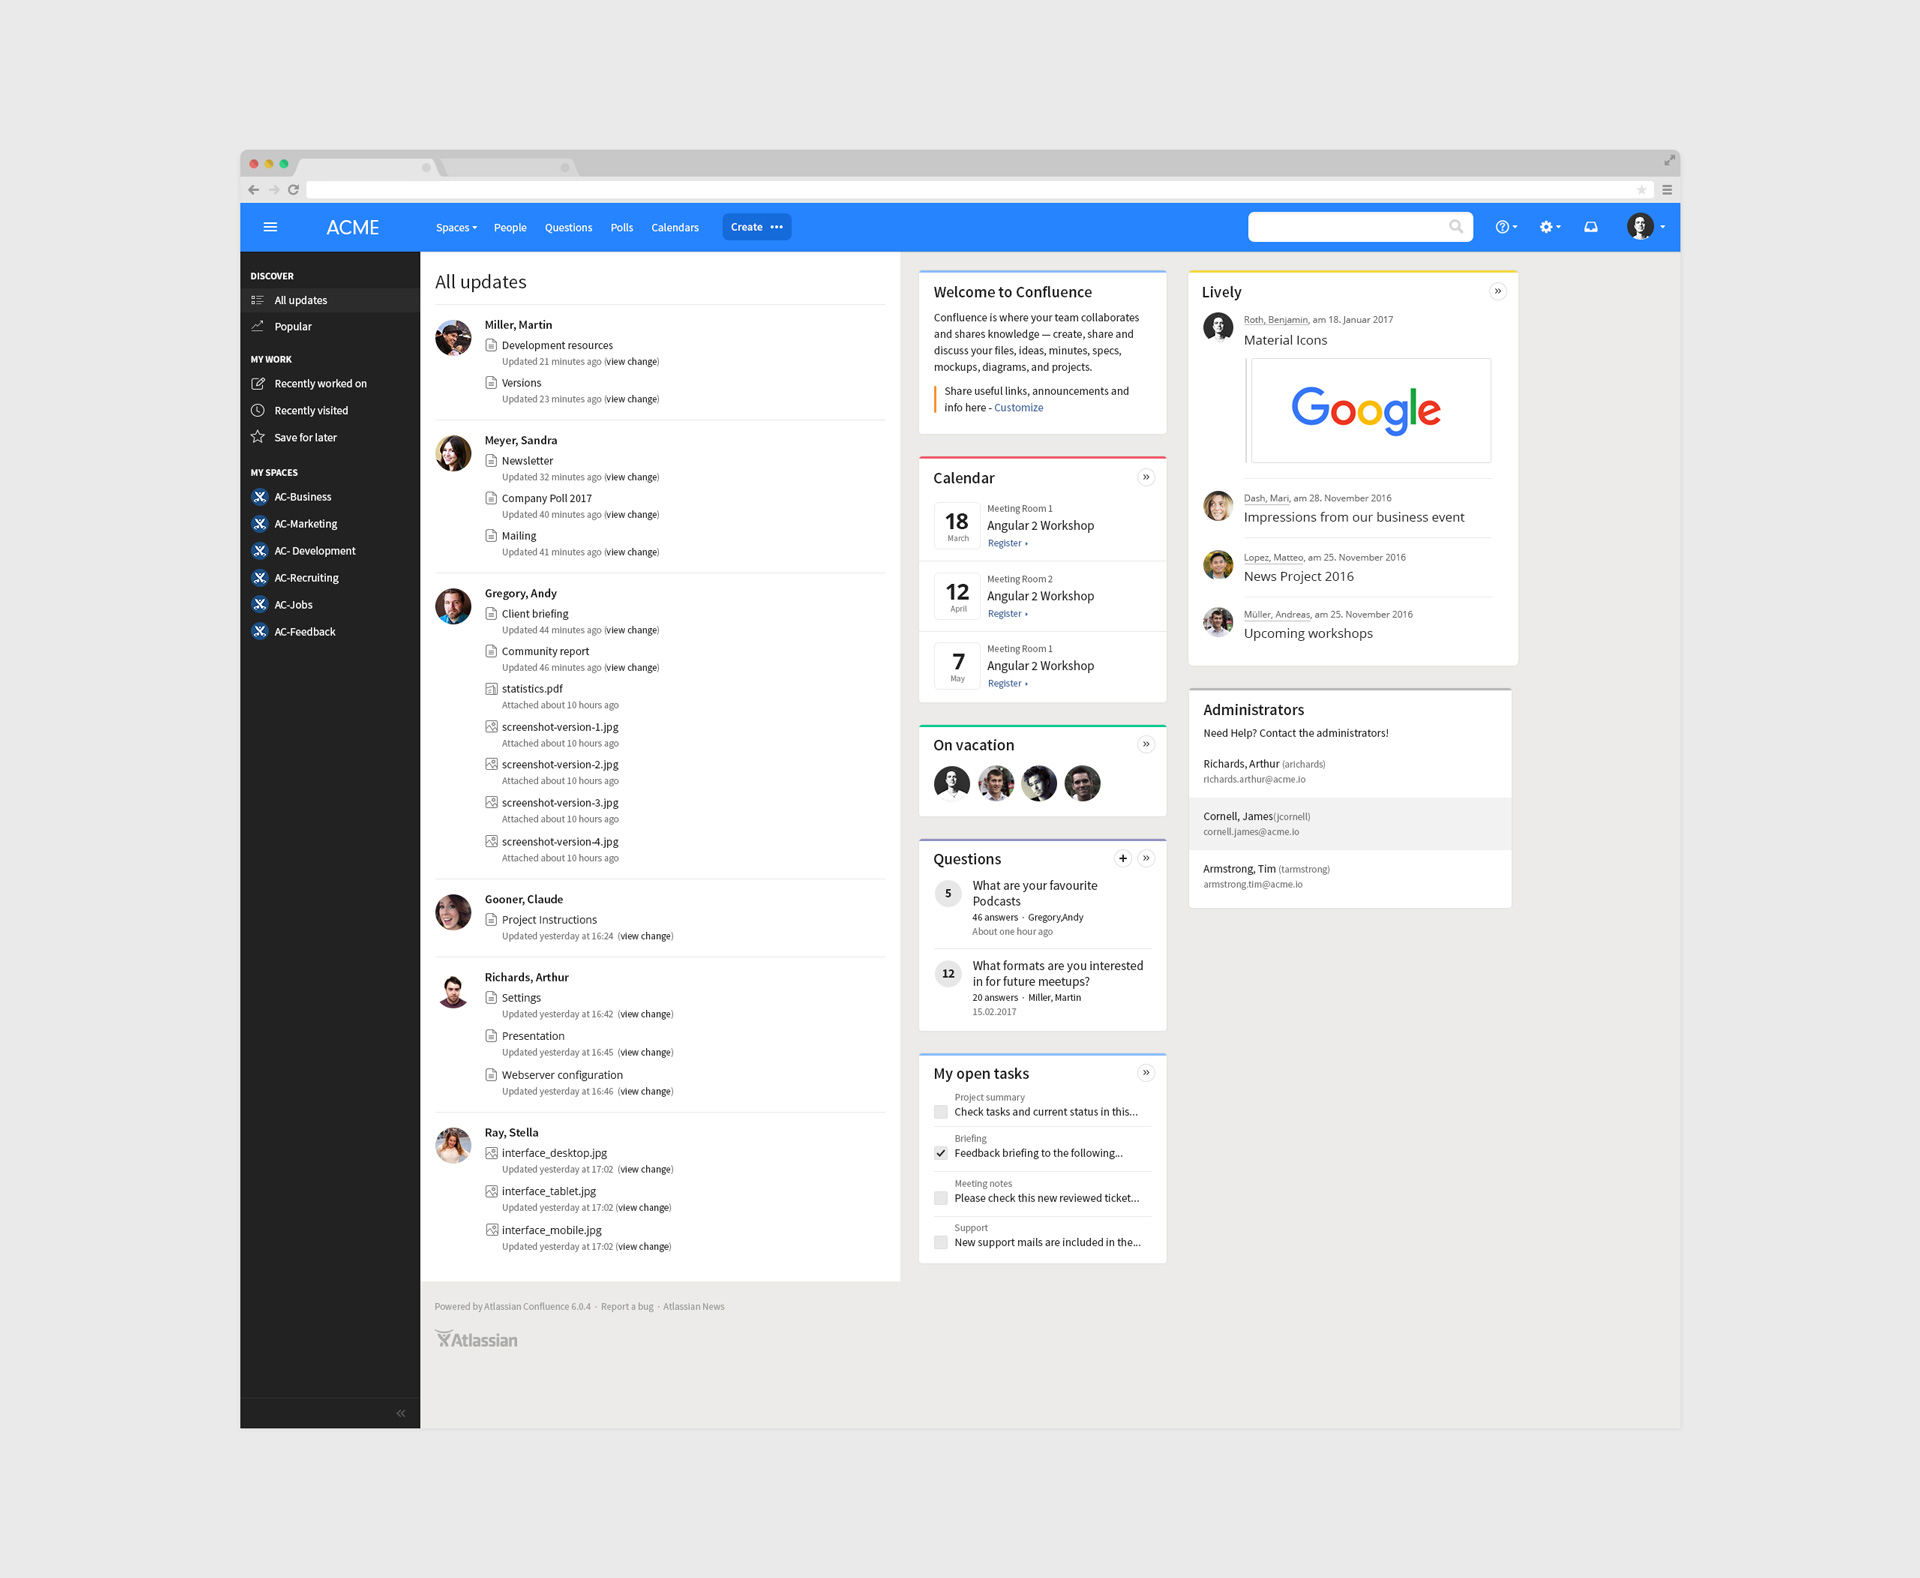 ACME
Spaces
People
Questions
Polls
Calendars
Create
DISCOVER
All updates
Popular
MY WORK
Recently worked on
Recently visited
Save for later
MY SPACES
AC-Business
AC-Marketing
AC- Development
AC-Recruiting
AC-Jobs
AC-Feedback
All updates
Miller, Martin
Development resources
Updated 21 minutes ago (view change)
Versions
Updated 23 minutes ago (view change)
Meyer, Sandra
Newsletter
Updated 32 minutes ago (view change)
Company Poll 2017
Updated 40 minutes ago (view change)
Mailing
Updated 41 minutes ago (view change)
Gregory, Andy
Client briefing
Updated 44 minutes ago (view change)
Community report
Updated 46 minutes ago (view change)
statistics.pdf
Attached about 10 hours ago
screenshot-version-1.jpg
Attached about 10 hours ago
screenshot-version-2.jpg
Attached about 10 hours ago
screenshot-version-3.jpg
Attached about 10 hours ago
screenshot-version-4.jpg
Attached about 10 hours ago
Gooner, Claude
Project Instructions
Updated yesterday at 16:24 (view change)
Richards, Arthur
Settings
Updated yesterday at 16:42 (view change)
Presentation
Updated yesterday at 16:45 (view change)
Webserver configuration
Updated yesterday at 16:46 (view change)
Ray, Stella
interface_desktop.jpg
Updated yesterday at 17:02 (view change)
interface_tablet.jpg
Updated yesterday at 17:02 (view change)
interface_mobile.jpg
Updated yesterday at 17:02 (view change)
Powered by Atlassian Confluence 6.0.4 · Report a bug · Atlassian News
Atlassian
Welcome to Confluence
Confluence is where your team collaborates
and shares knowledge — create, share and
discuss your files, ideas, minutes, specs,
mockups, diagrams, and projects.
Share useful links, announcements and
info here - Customize
Calendar
18
March
Meeting Room 1
Angular 2 Workshop
Register
12
April
Meeting Room 2
Angular 2 Workshop
Register
7
May
Meeting Room 1
Angular 2 Workshop
Register
On vacation
Questions
5
What are your favourite
Podcasts
46 answers · Gregory,Andy
About one hour ago
12
What formats are you interested
in for future meetups?
20 answers · Miller, Martin
15.02.2017
My open tasks
Project summary
Check tasks and current status in this...
Briefing
Feedback briefing to the following...
Meeting notes
Please check this new reviewed ticket...
Support
New support mails are included in the...
Lively
Roth, Benjamin, am 18. Januar 2017
Material Icons
Google
Dash, Mari, am 28. November 2016
Impressions from our business event
Lopez, Matteo, am 25. November 2016
News Project 2016
Müller, Andreas, am 25. November 2016
Upcoming workshops
Administrators
Need Help? Contact the administrators!
Richards, Arthur (arichards)
richards.arthur@acme.io
Cornell, James(jcornell)
cornell.james@acme.io
Armstrong, Tim (tarmstrong)
armstrong.tim@acme.io